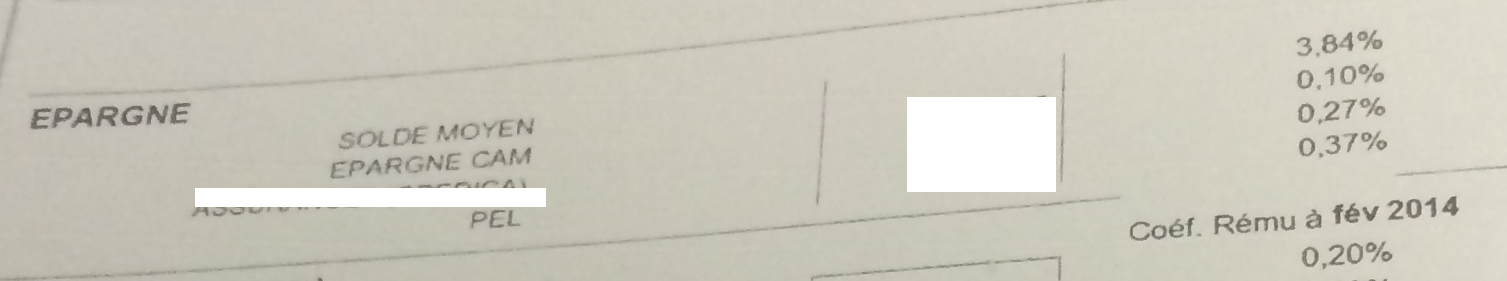 EPARGNE
SOLDE MOYEN 3,84%
EPARGNE CAM 0,10%
0,27%
PEL 0,37%
Coéf. Rému à fév 2014
0,20%